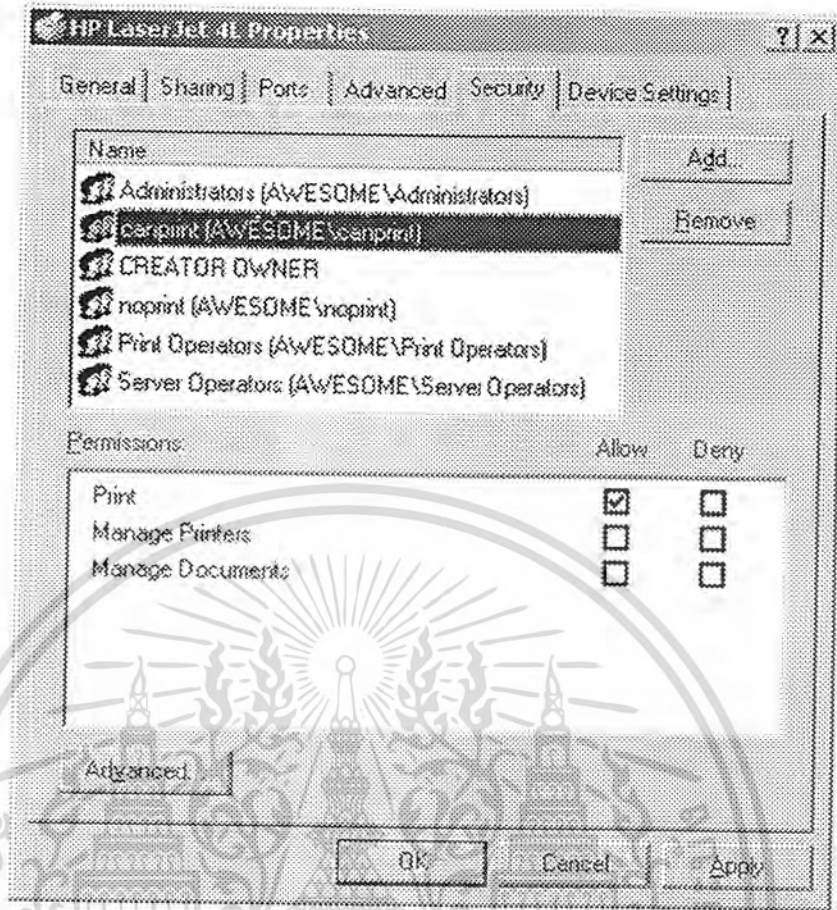 HP LaserJet 4L Properties
? X
General Sharing Ports Advanced Security Device Settings
Name
Add...
Administrators (AWESOME\Administrators)
Remove
canprint (AWESOME\canprint)
CREATOR OWNER
noprint (AWESOME\noprint)
Print Operators (AWESOME\Print Operators)
Server Operators (AWESOME\Server Operators)
Permissions: Allow Deny
Print
Manage Printers
Manage Documents
Advanced...
OK Cancel Apply